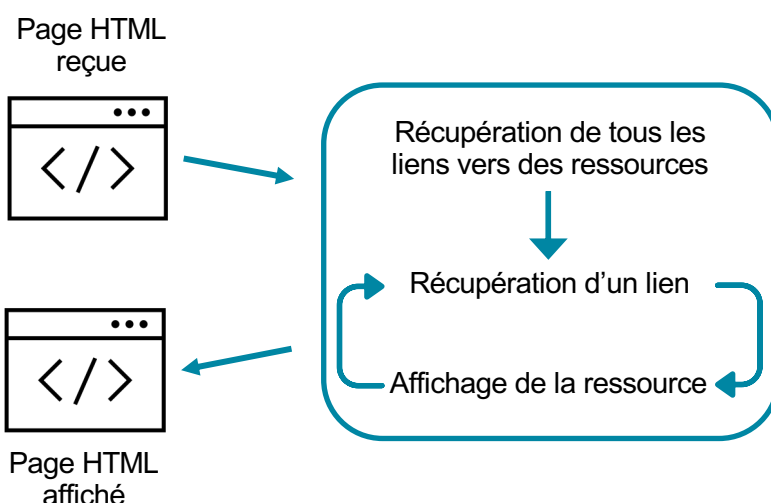 Page HTML
reçue
</>
Récupération de tous les
liens vers des ressources
Récupération d'un lien
Affichage de la ressource
</>
Page HTML
affiché